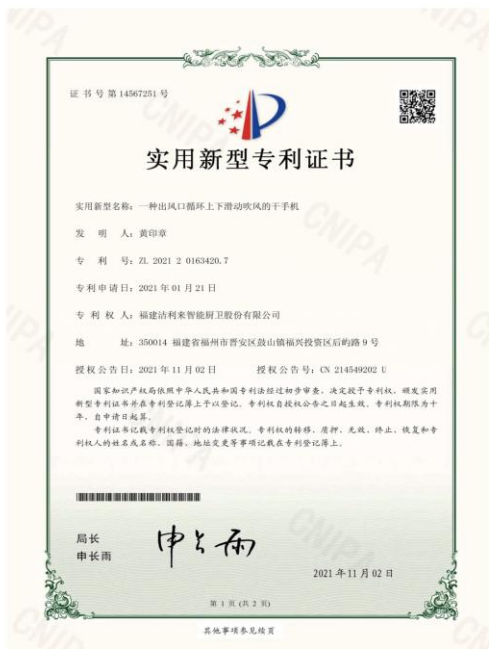 证书号第14567251号
实用新型专利证书
实用新型名称：一种出风口循环上下滑动吹风的干手机
发 明 人：黄印章
专 利 号：ZL 2021 2 0163420.7
专利申请日：2021年01月21日
专 利 权 人：福建沾利来智能厨卫股份有限公司
地 址：350014 福建省福州市晋安区鼓山镇福兴投资区后屿路9号
授权公告日：2021年11月02日 授权公告号：CN 214549202 U
国家知识产权局依照中华人民共和国专利法经过初步审查，决定授予专利权，颁发实用
新型专利证书并在专利登记簿上予以登记。专利权自授权公告之日起生效。专利权期限为十
年，自申请日起算。
专利证书记载专利权登记时的法律状况。专利权的转移、质押、无效、终止、恢复和专
利权人的姓名或名称、国籍、地址变更等事项记载在专利登记簿上。
局长
申长雨
申长雨
2021年11月02日
第 1 页 (共 2 页)
其他事项参见续页
CNIPA
CNIPA
CNIPA
CNIPA